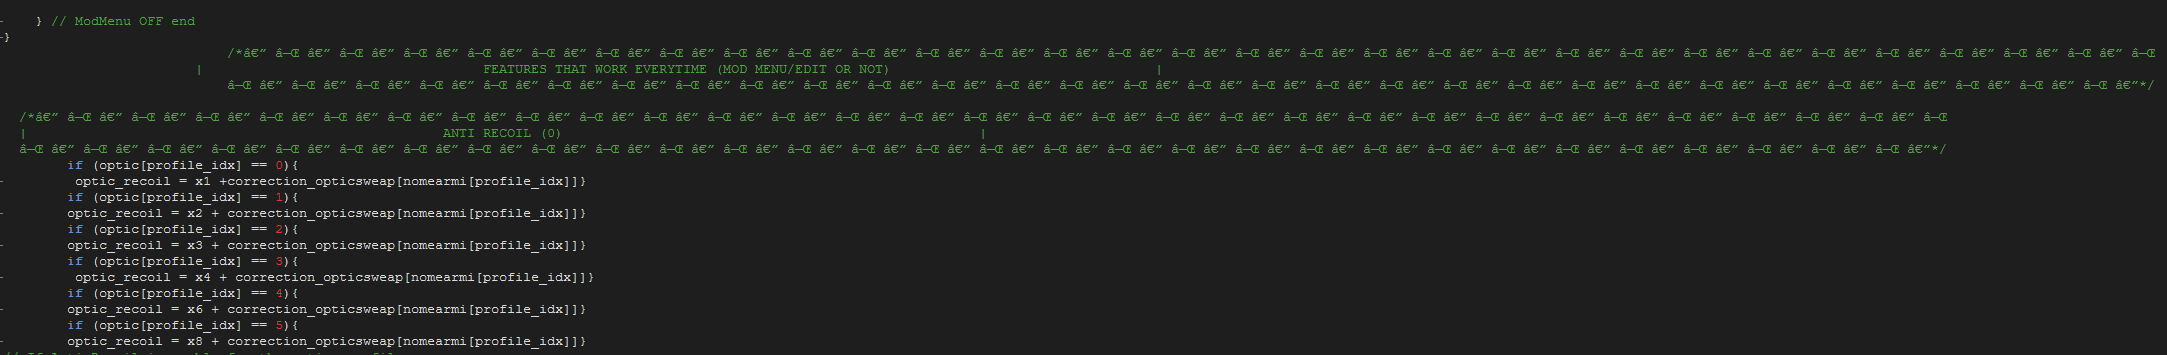 } // ModMenu OFF end
}
/*â€” â–Œ â€” â–Œ â€” â–Œ â€” â–Œ â€” â–Œ â€” â–Œ â€” â–Œ â€” â–Œ â€” â–Œ â€” â–Œ â€” â–Œ â€” â–Œ â€” â–Œ â€” â–Œ â€” â–Œ â€” â–Œ â€” â–Œ â€” â–Œ â€” â–Œ â€” â–Œ â€” â–Œ â€” â–Œ â€” â–Œ â€” â–Œ â€” â–Œ â€” â–Œ â€” â–Œ â€” â–Œ â€” â–Œ â€” â–Œ
| FEATURES THAT WORK EVERYTIME (MOD MENU/EDIT OR NOT) |
â–Œ â€” â–Œ â€” â–Œ â€” â–Œ â€” â–Œ â€” â–Œ â€” â–Œ â€” â–Œ â€” â–Œ â€” â–Œ â€” â–Œ â€” â–Œ â€” â–Œ â€” â–Œ â€” â–Œ â€” â–Œ â€” â–Œ â€” â–Œ â€” â–Œ â€” â–Œ â€” â–Œ â€” â–Œ â€” â–Œ â€” â–Œ â€” â–Œ â€” â–Œ â€” â–Œ â€” â–Œ â€” â–Œ â€” â–Œ â€”*/
/*â€” â–Œ â€” â–Œ â€” â–Œ â€” â–Œ â€” â–Œ â€” â–Œ â€” â–Œ â€” â–Œ â€” â–Œ â€” â–Œ â€” â–Œ â€” â–Œ â€” â–Œ â€” â–Œ â€” â–Œ â€” â–Œ â€” â–Œ â€” â–Œ â€” â–Œ â€” â–Œ â€” â–Œ â€” â–Œ â€” â–Œ â€” â–Œ â€” â–Œ â€” â–Œ â€” â–Œ â€” â–Œ â€” â–Œ â€” â–Œ
| ANTI RECOIL (0) |
â–Œ â€” â–Œ â€” â–Œ â€” â–Œ â€” â–Œ â€” â–Œ â€” â–Œ â€” â–Œ â€” â–Œ â€” â–Œ â€” â–Œ â€” â–Œ â€” â–Œ â€” â–Œ â€” â–Œ â€” â–Œ â€” â–Œ â€” â–Œ â€” â–Œ â€” â–Œ â€” â–Œ â€” â–Œ â€” â–Œ â€” â–Œ â€” â–Œ â€” â–Œ â€” â–Œ â€” â–Œ â€” â–Œ â€” â–Œ â€”*/
if (optic[profile_idx] == 0){
optic_recoil = x1 +correction_opticsweap[nomearmi[profile_idx]]}
if (optic[profile_idx] == 1){
optic_recoil = x2 + correction_opticsweap[nomearmi[profile_idx]]}
if (optic[profile_idx] == 2){
optic_recoil = x3 + correction_opticsweap[nomearmi[profile_idx]]}
if (optic[profile_idx] == 3){
optic_recoil = x4 + correction_opticsweap[nomearmi[profile_idx]]}
if (optic[profile_idx] == 4){
optic_recoil = x6 + correction_opticsweap[nomearmi[profile_idx]]}
if (optic[profile_idx] == 5){
optic_recoil = x8 + correction_opticsweap[nomearmi[profile_idx]]}